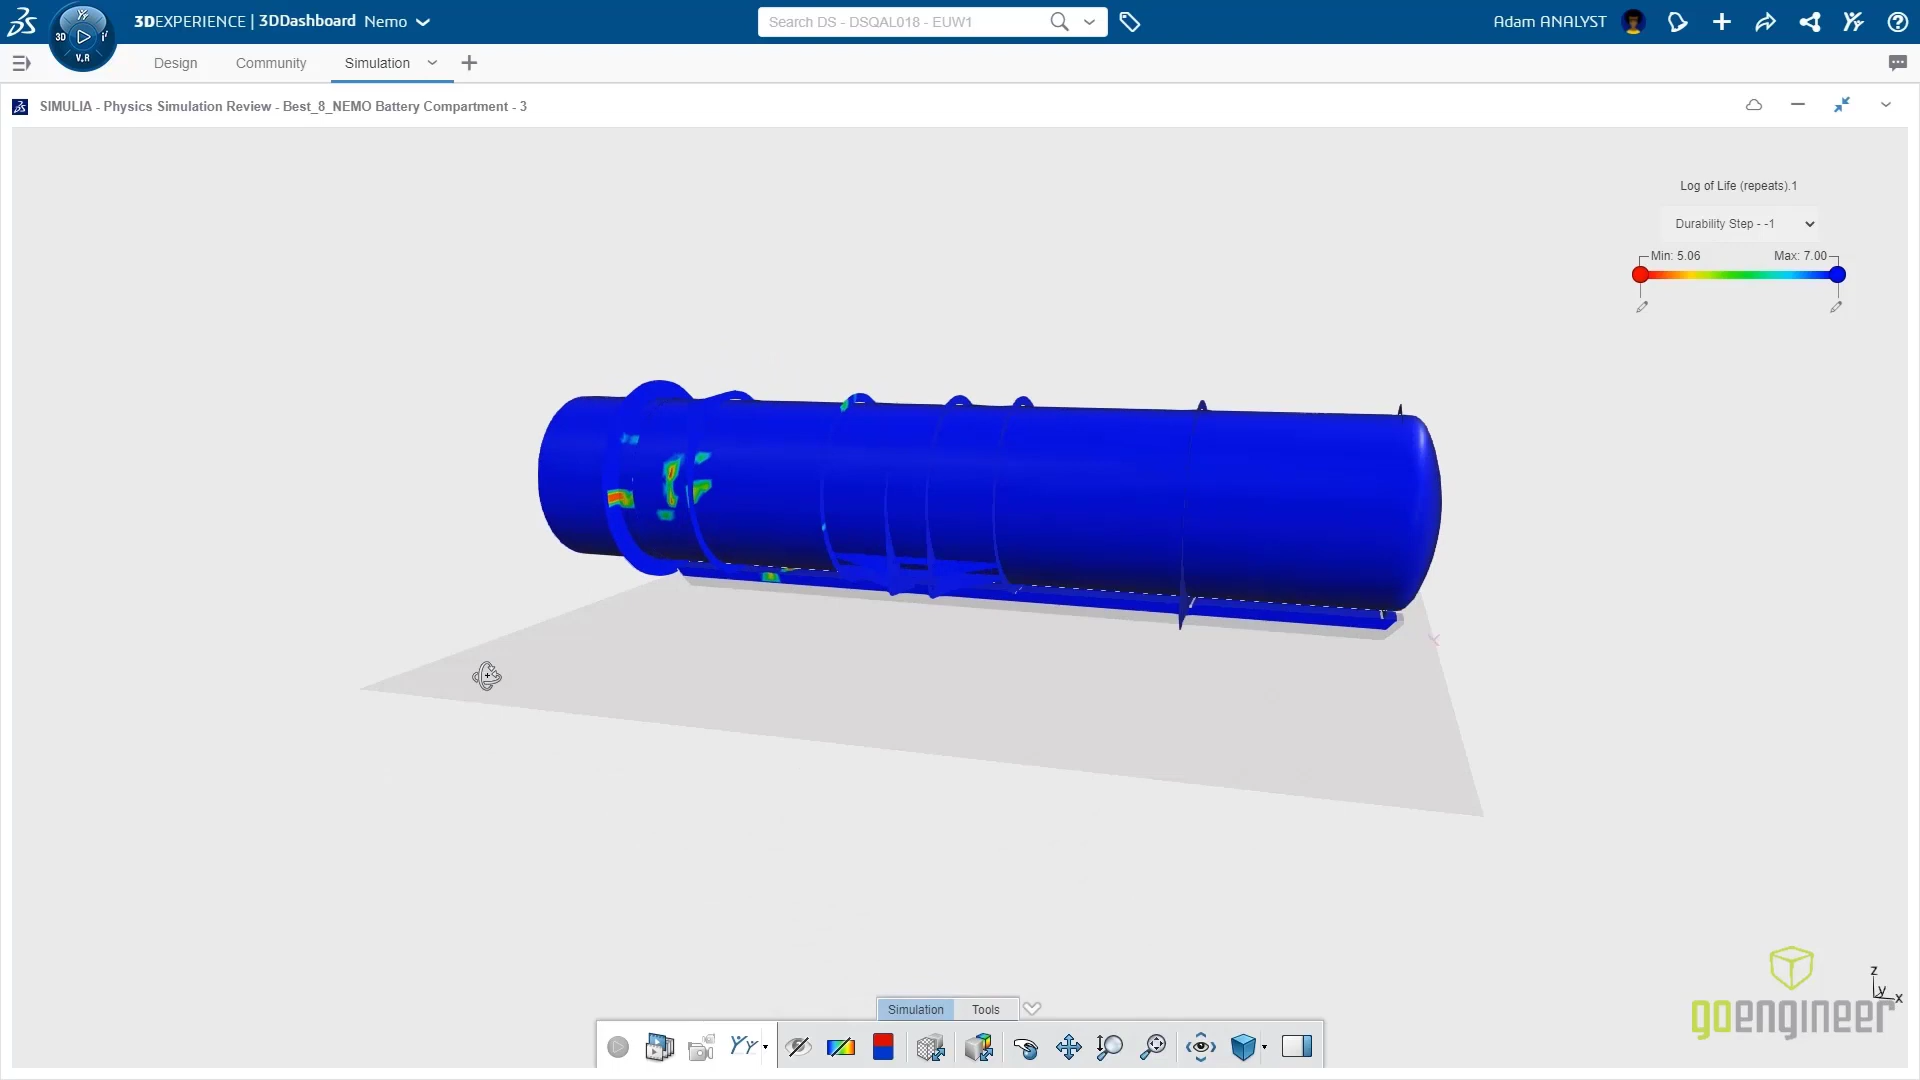 3DEXPERIENCE | 3DDashboard Nemo
Search DS - DSQAL018 - EUW1
Adam ANALYST
3D
V.R
Design Community Simulation
SIMULIA - Physics Simulation Review - Best_8_NEMO Battery Compartment - 3
Log of Life (repeats).1
Durability Step - -1
Min: 5.06 Max: 7.00
z
y
x
goengineer
Simulation Tools